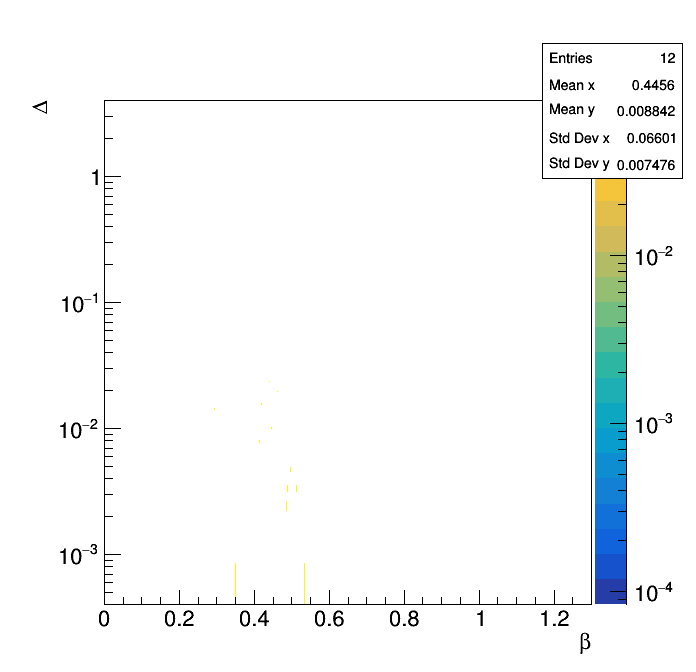 Entries 12
Mean x 0.4456
Mean y 0.008842
Std Dev x 0.06601
Std Dev y 0.007476
Δ
1
10⁻¹
10⁻²
10⁻³
10⁻²
10⁻³
10⁻⁴
0 0.2 0.4 0.6 0.8 1 1.2
β